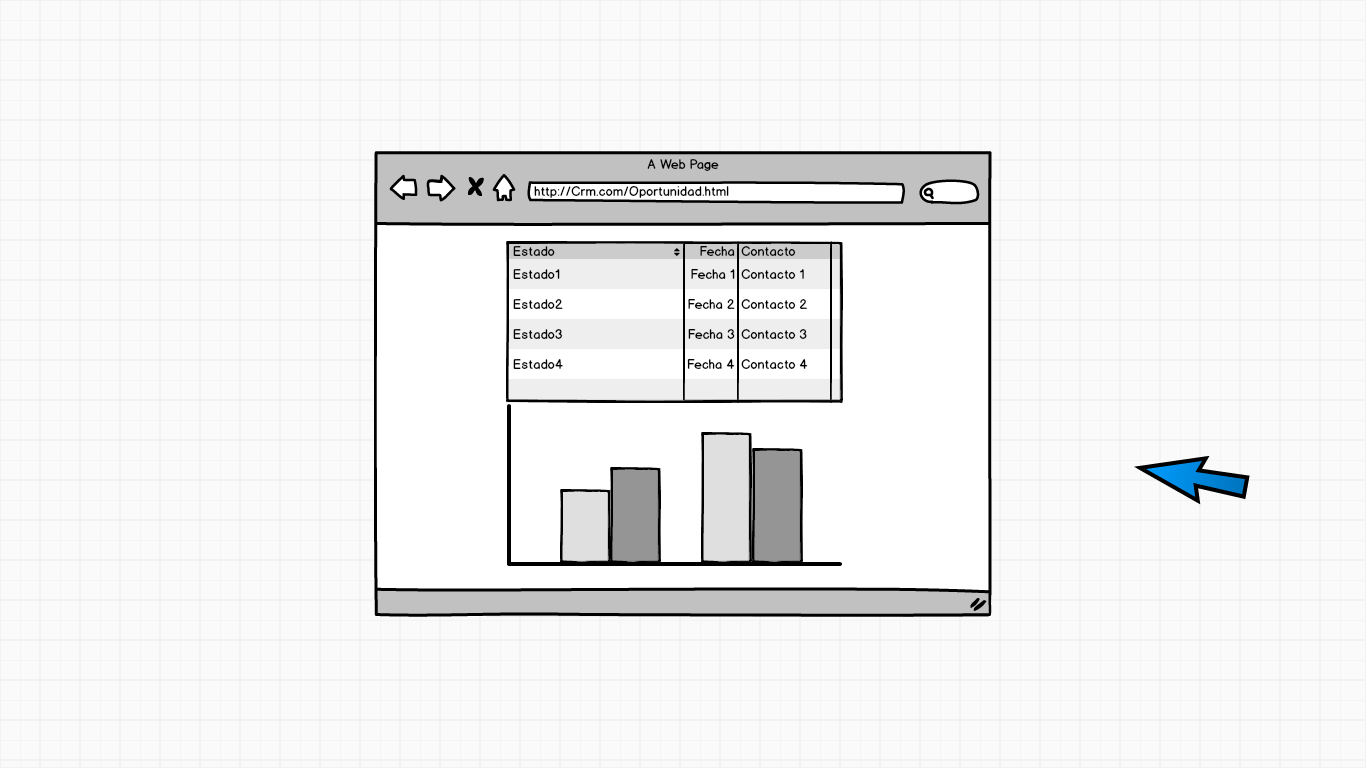 A Web Page
http://Crm.com/Oportunidad.html
Estado Fecha Contacto
Estado1 Fecha 1 Contacto 1
Estado2 Fecha 2 Contacto 2
Estado3 Fecha 3 Contacto 3
Estado4 Fecha 4 Contacto 4